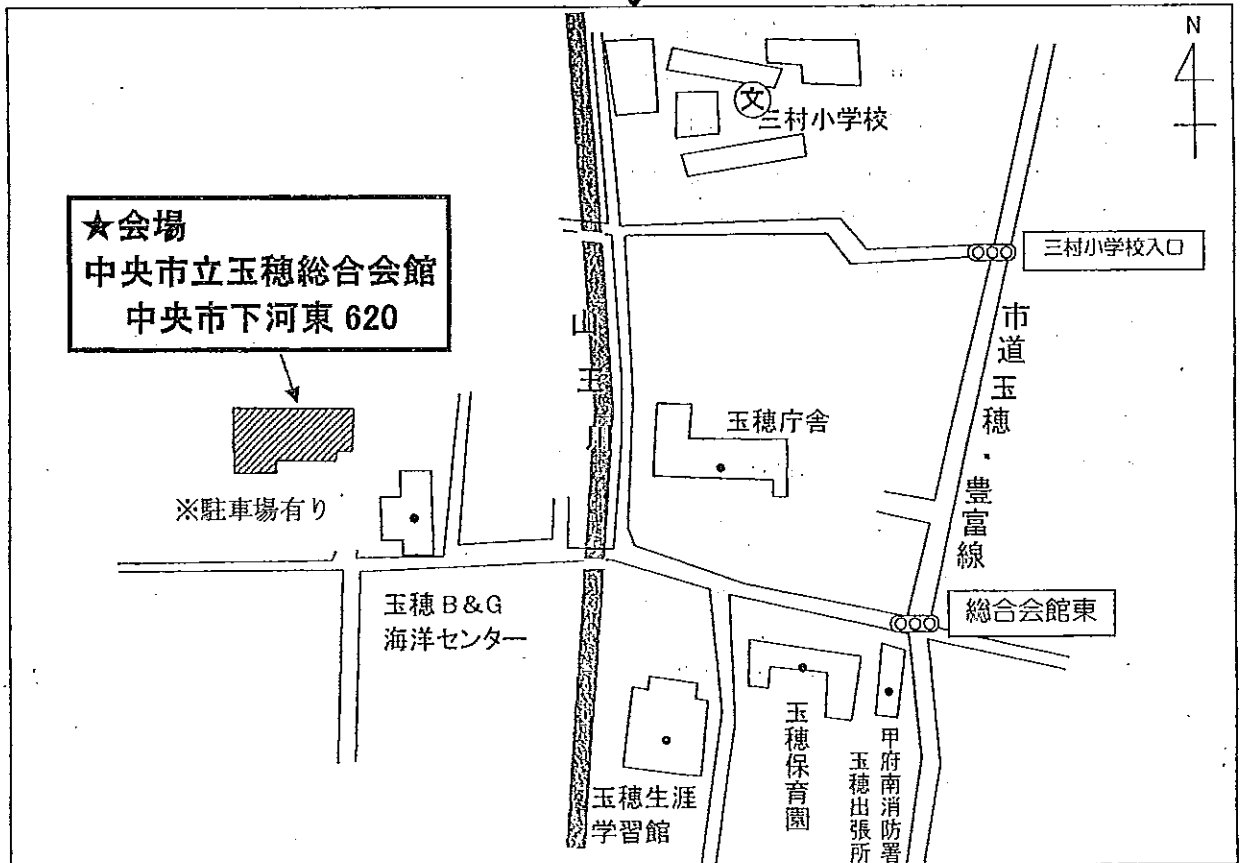 N
文
三村小学校
★会場
中央市立玉穂総合会館
中央市下河東 620
三村小学校入口
山王川
市道玉穂・豊富線
玉穂庁舎
※駐車場有り
玉穂B&G
海洋センター
総合会館東
玉穂生涯
学習館
玉穂保育園
甲府南消防署
玉穂出張所